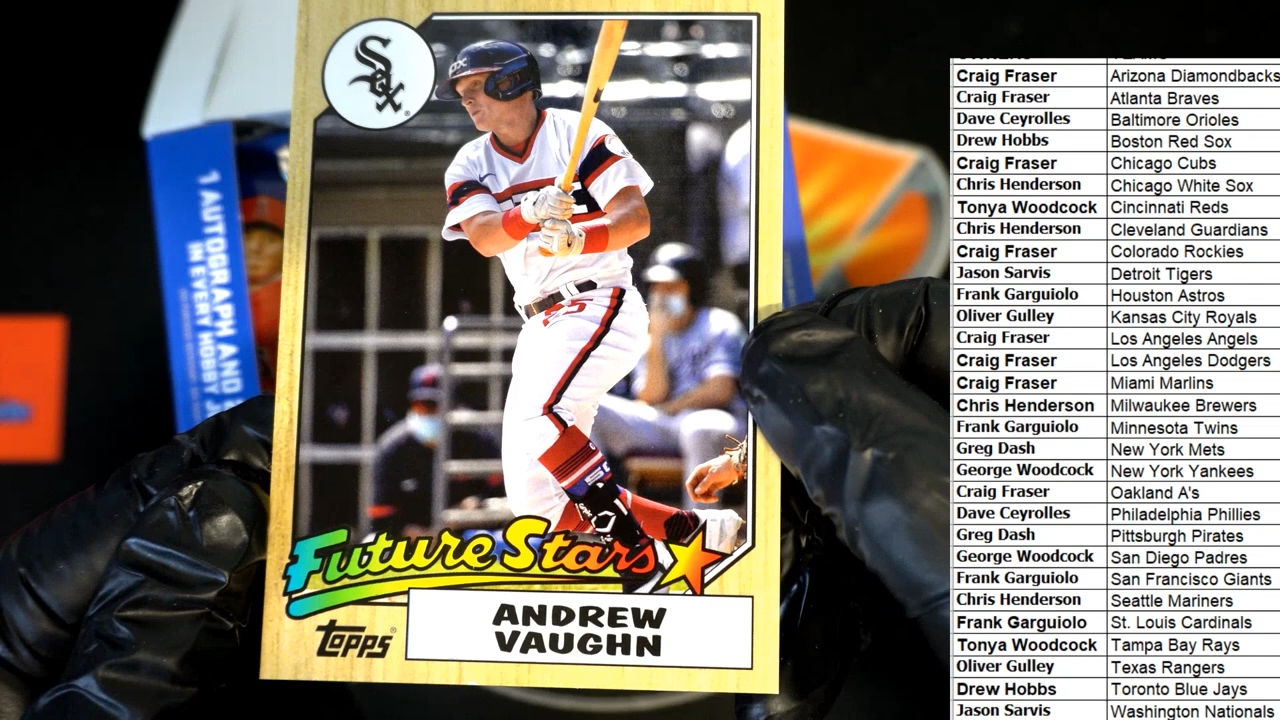 Sox
1 AUTOGRAPH AND
IN EVERY HOBBY
Future Stars
Topps
ANDREW
VAUGHN
Craig Fraser Arizona Diamondbacks
Craig Fraser Atlanta Braves
Dave Ceyrolles Baltimore Orioles
Drew Hobbs Boston Red Sox
Craig Fraser Chicago Cubs
Chris Henderson Chicago White Sox
Tonya Woodcock Cincinnati Reds
Chris Henderson Cleveland Guardians
Craig Fraser Colorado Rockies
Jason Sarvis Detroit Tigers
Frank Garguiolo Houston Astros
Oliver Gulley Kansas City Royals
Craig Fraser Los Angeles Angels
Craig Fraser Los Angeles Dodgers
Craig Fraser Miami Marlins
Chris Henderson Milwaukee Brewers
Frank Garguiolo Minnesota Twins
Greg Dash New York Mets
George Woodcock New York Yankees
Craig Fraser Oakland A's
Dave Ceyrolles Philadelphia Phillies
Greg Dash Pittsburgh Pirates
George Woodcock San Diego Padres
Frank Garguiolo San Francisco Giants
Chris Henderson Seattle Mariners
Frank Garguiolo St. Louis Cardinals
Tonya Woodcock Tampa Bay Rays
Oliver Gulley Texas Rangers
Drew Hobbs Toronto Blue Jays
Jason Sarvis Washington Nationals